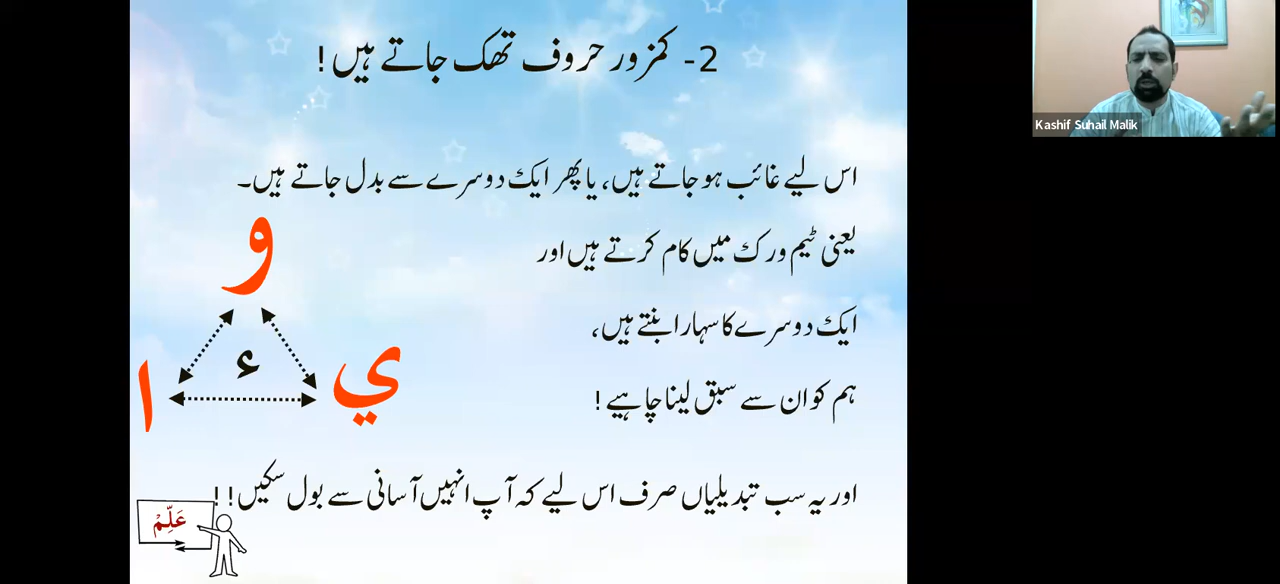 2- کمزور حروف تھک جاتے ہیں!
Kashif Suhail Malik
اس لیے غائب ہو جاتے ہیں، یا پھر ایک دوسرے سے بدل جاتے ہیں۔
یعنی ٹیم ورک میں کام کرتے ہیں اور
ایک دوسرے کا سہارا بنتے ہیں،
ہم کو ان سے سبق لینا چاہیے!
و
ء
ي
ا
اور یہ سب تبدیلیاں صرف اس لیے کہ آپ انہیں آسانی سے بول سکیں!!
عَلِّمْ